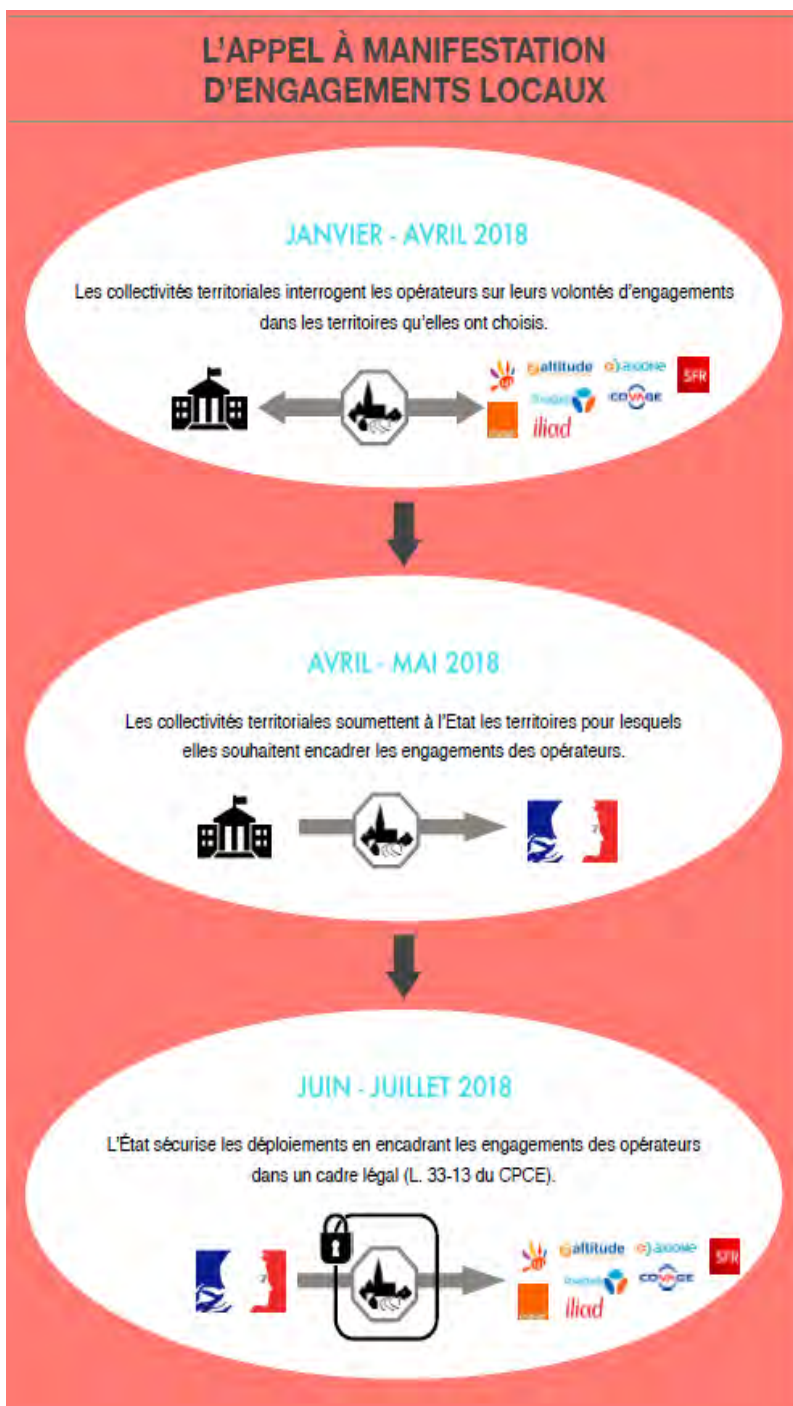 L'APPEL À MANIFESTATION
D'ENGAGEMENTS LOCAUX
JANVIER - AVRIL 2018
Les collectivités territoriales interrogent les opérateurs sur leurs volontés d'engagements
dans les territoires qu'elles ont choisis.
altitude axione SFR
COVAGE
iliad
AVRIL - MAI 2018
Les collectivités territoriales soumettent à l'Etat les territoires pour lesquels
elles souhaitent encadrer les engagements des opérateurs.
JUIN - JUILLET 2018
L'État sécurise les déploiements en encadrant les engagements des opérateurs
dans un cadre légal (L. 33-13 du CPCE).
altitude axione SFR
COVAGE
iliad